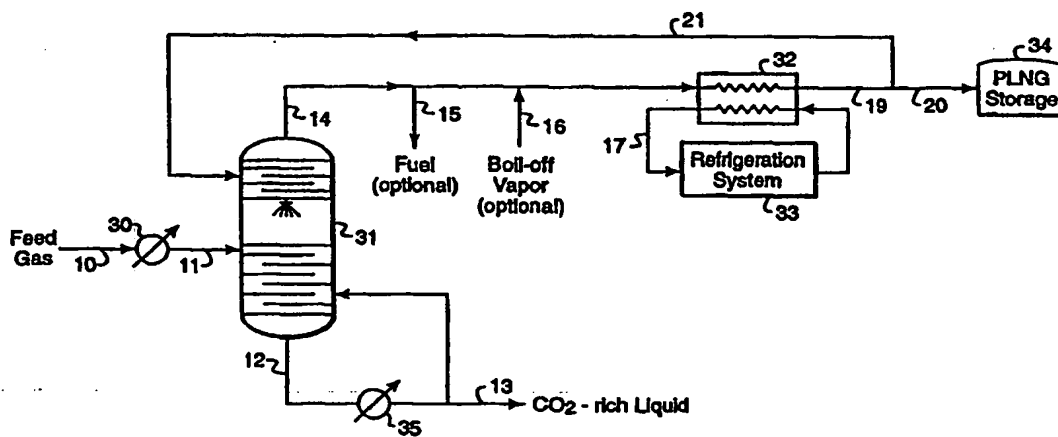 21
34
32
PLNG
Storage
14
15
16
19
20
17
Fuel
(optional)
Boil-off
Vapor
(optional)
Refrigeration
System
33
30
31
Feed
Gas
10
11
12
13
CO2 - rich Liquid
35